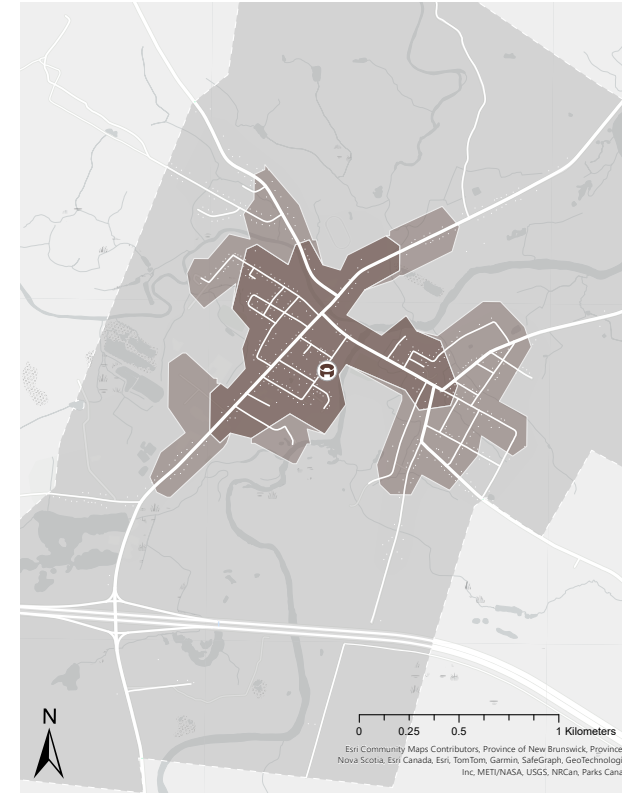 N
0 0.25 0.5 1 Kilometers
Esri Community Maps Contributors, Province of New Brunswick, Province
Nova Scotia, Esri Canada, Esri, TomTom, Garmin, SafeGraph, GeoTechnologi
Inc, METI/NASA, USGS, NRCan, Parks Cana